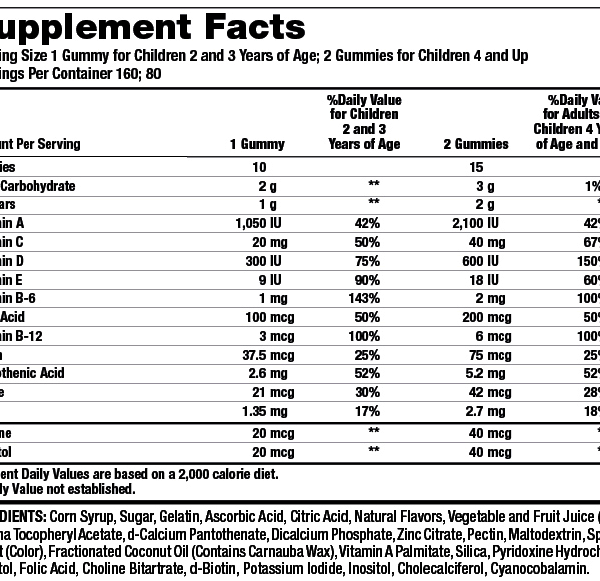 upplement Facts
ing Size 1 Gummy for Children 2 and 3 Years of Age; 2 Gummies for Children 4 and Up
ings Per Container 160; 80
unt Per Serving 1 Gummy %Daily Value for Children 2 and 3 Years of Age 2 Gummies %Daily Va for Adults Children 4 Y of Age and
ies 10 15
Carbohydrate 2 g ** 3 g 1%
ars 1 g ** 2 g *
in A 1,050 IU 42% 2,100 IU 42%
in C 20 mg 50% 40 mg 67%
in D 300 IU 75% 600 IU 150%
in E 9 IU 90% 18 IU 60%
in B-6 1 mg 143% 2 mg 100%
Acid 100 mcg 50% 200 mcg 50%
in B-12 3 mcg 100% 6 mcg 100%
n 37.5 mcg 25% 75 mcg 25%
othenic Acid 2.6 mg 52% 5.2 mg 52%
e 21 mcg 30% 42 mcg 28%
1.35 mg 17% 2.7 mg 18%
ne 20 mcg ** 40 mcg *
tol 20 mcg ** 40 mcg *
ent Daily Values are based on a 2,000 calorie diet.
ly Value not established.
DIENTS: Corn Syrup, Sugar, Gelatin, Ascorbic Acid, Citric Acid, Natural Flavors, Vegetable and Fruit Juice (
na Tocopheryl Acetate, d-Calcium Pantothenate, Dicalcium Phosphate, Zinc Citrate, Pectin, Maltodextrin, Sp
t (Color), Fractionated Coconut Oil (Contains Carnauba Wax), Vitamin A Palmitate, Silica, Pyridoxine Hydroch
tol, Folic Acid, Choline Bitartrate, d-Biotin, Potassium Iodide, Inositol, Cholecalciferol, Cyanocobalamin.